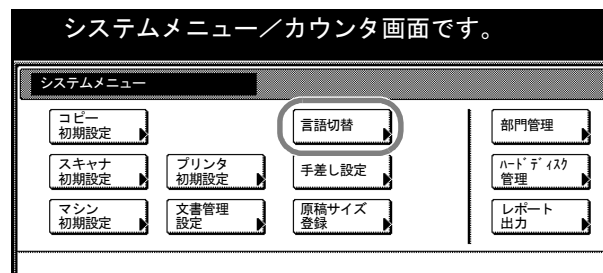 システムメニュー／カウンタ画面です。
システムメニュー
コピー
初期設定
言語切替
部門管理
スキャナ
初期設定
プリンタ
初期設定
手差し設定
ﾊｰﾄﾞﾃﾞｨｽｸ
管理
マシン
初期設定
文書管理
設定
原稿サイズ
登録
レポート
出力